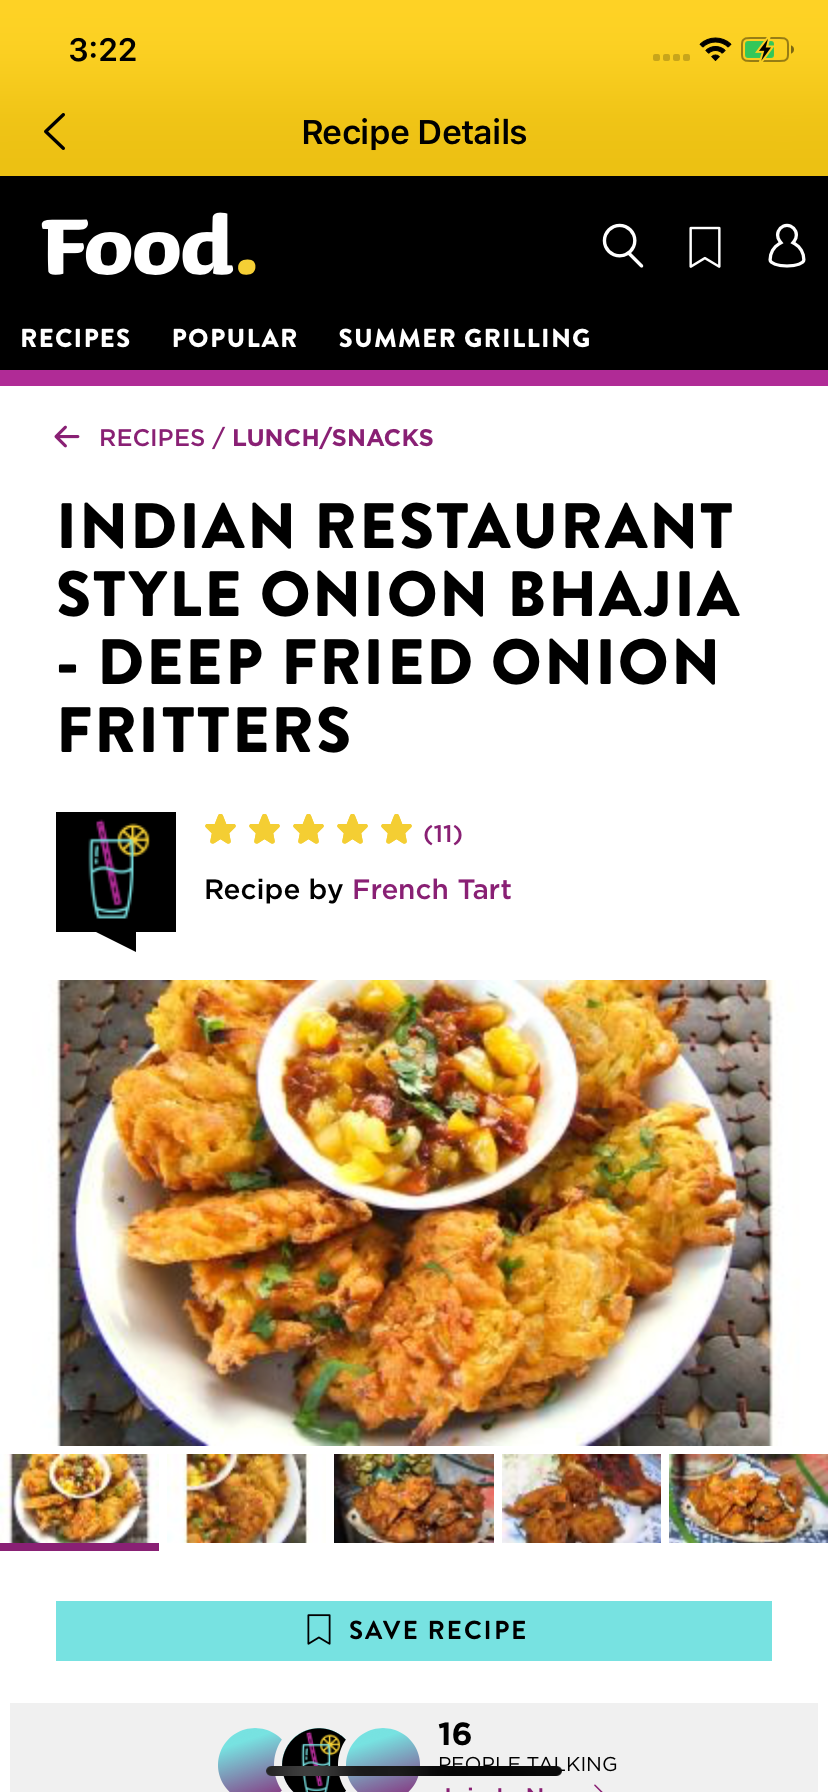 3:22
Recipe Details
Food.
RECIPES POPULAR SUMMER GRILLING
RECIPES / LUNCH/SNACKS
INDIAN RESTAURANT
STYLE ONION BHAJIA
- DEEP FRIED ONION
FRITTERS
(11)
Recipe by French Tart
SAVE RECIPE
16
PEOPLE TALKING